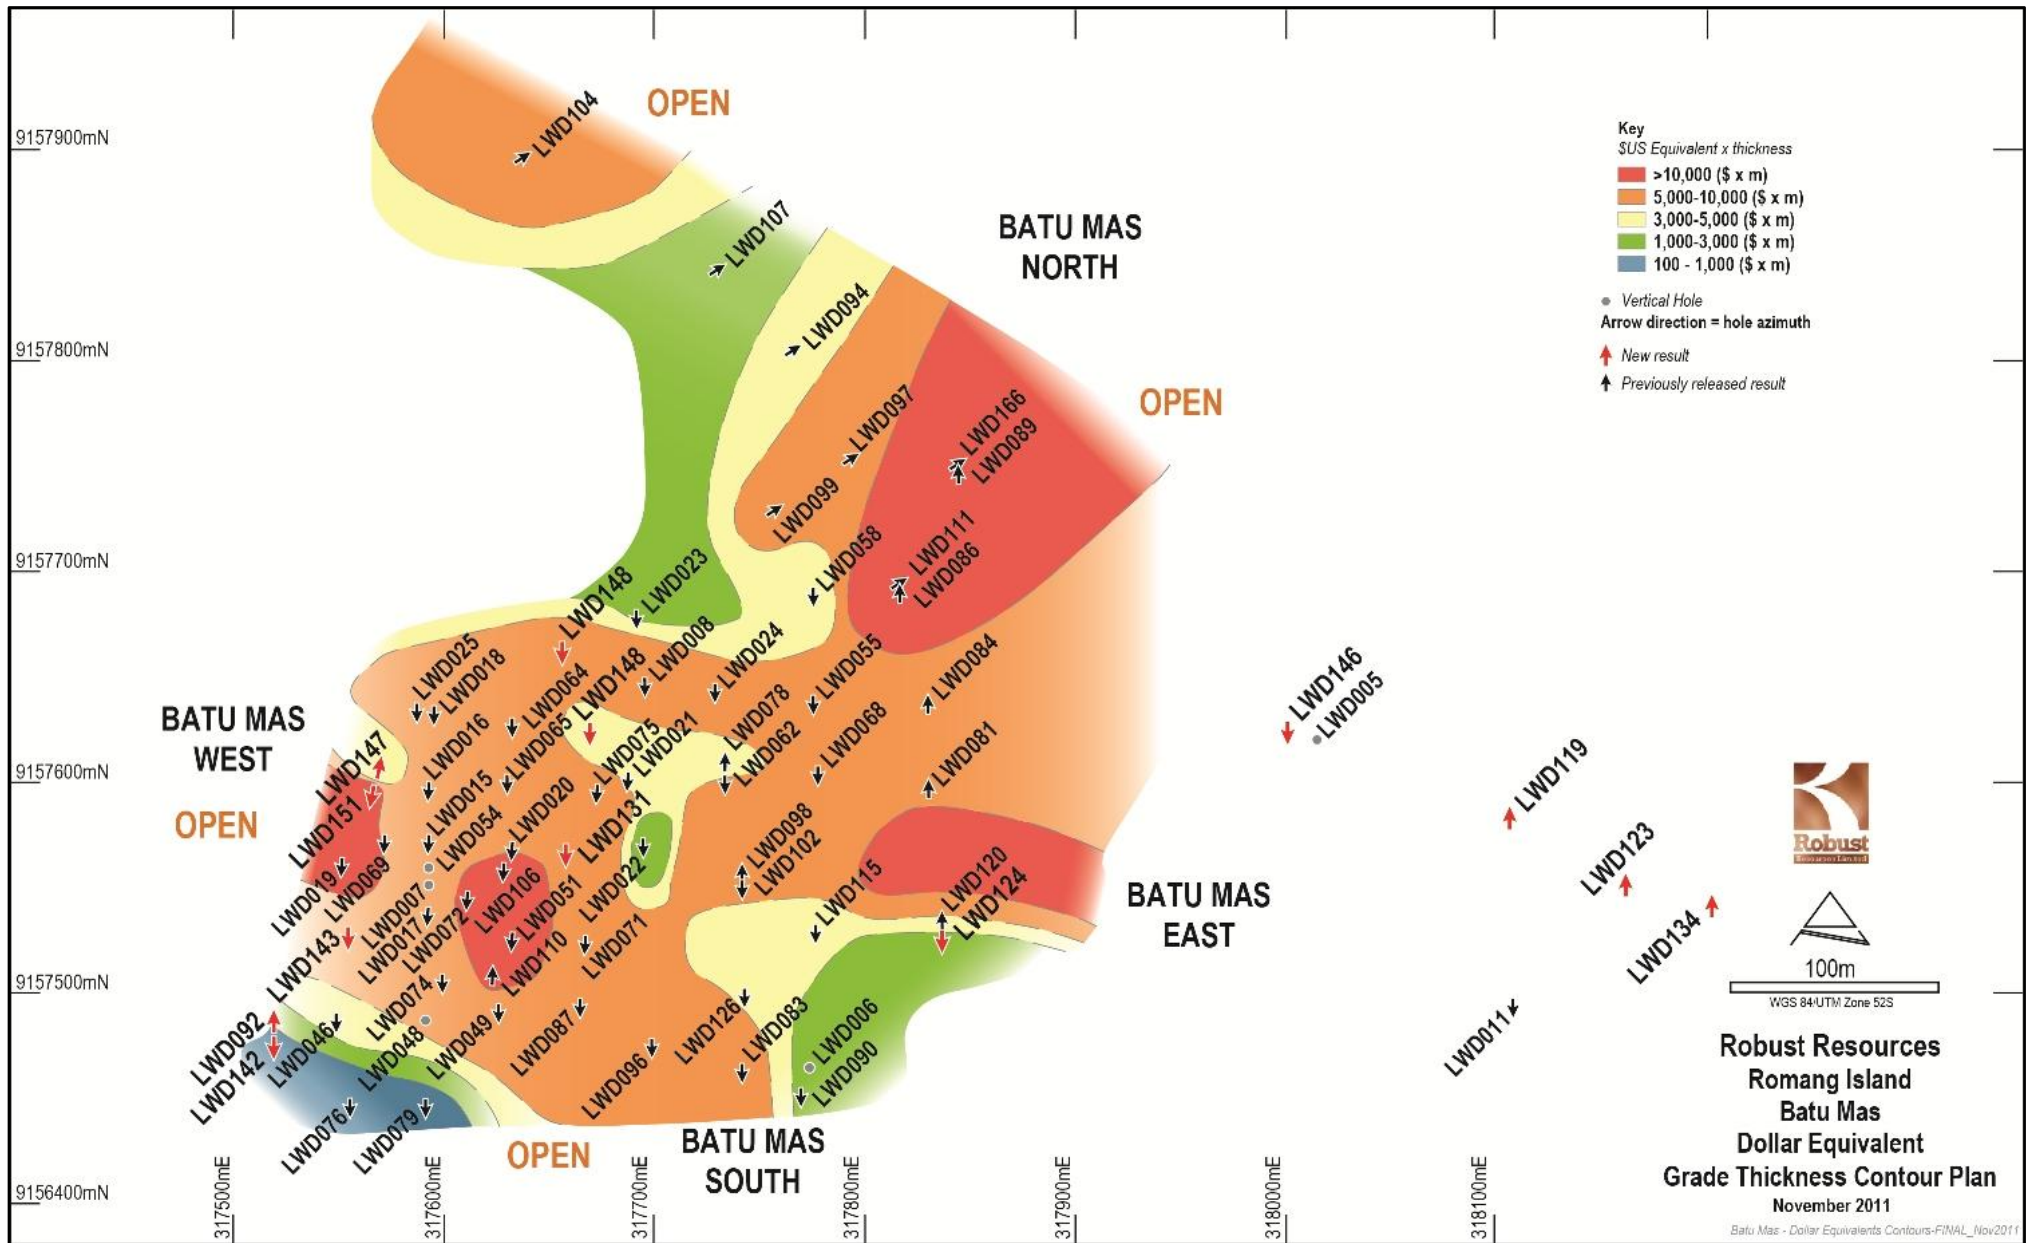 OPEN
LWD104
9157900mN
Key
$US Equivalent x thickness
>10,000 ($ x m)
5,000-10,000 ($ x m)
3,000-5,000 ($ x m)
1,000-3,000 ($ x m)
100 - 1,000 ($ x m)
Vertical Hole
Arrow direction = hole azimuth
New result
Previously released result
LWD107
BATU MAS
NORTH
LWD094
9157800mN
OPEN
LWD097
LWD166
LWD089
LWD099
LWD111
LWD086
LWD058
9157700mN
LWD023
LWD148
LWD008
LWD024
LWD025
LWD018
LWD064
LWD148
LWD055
LWD084
LWD146
LWD005
BATU MAS
WEST
OPEN
LWD147
LWD016
LWD065
LWD075
LWD021
LWD078
LWD062
LWD068
LWD081
9157600mN
LWD151
LWD015
LWD054
LWD020
LWD131
LWD098
LWD102
LWD119
LWD123
LWD134
LWD019
LWD069
LWD007
LWD017
LWD072
LWD106
LWD051
LWD022
LWD115
LWD120
LWD124
BATU MAS
EAST
LWD143
LWD110
LWD071
9157500mN
LWD074
LWD092
LWD142
LWD046
LWD048
LWD049
LWD087
LWD096
LWD126
LWD083
LWD006
LWD090
LWD011
LWD076
LWD079
OPEN
BATU MAS
SOUTH
9156400mN
317500mE
317600mE
317700mE
317800mE
317900mE
318000mE
318100mE
Robust
Resources Limited
100m
WGS 84/UTM Zone 52S
Robust Resources
Romang Island
Batu Mas
Dollar Equivalent
Grade Thickness Contour Plan
November 2011
Batu Mas - Dollar Equivalents Contours-FINAL_Nov2011